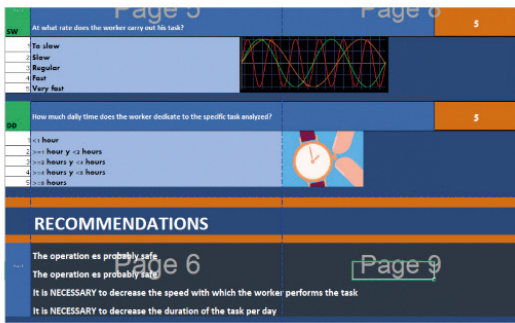 Page 5
Page 8
SW At what rate does the worker carry out his task? 5
1 To slow
2 Slow
3 Regular
4 Fast
5 Very fast
DD How much daily time does the worker dedicate to the specific task analyzed? 5
1 <1 hour
2 >=1 hour y <2 hours
3 >=2 hours y <4 hours
4 >=4 hours y <8 hours
5 >=8 hours
RECOMMENDATIONS
The operation es probably safe
Page 6
Page 9
The operation es probably safe
It is NECESSARY to decrease the speed with which the worker performs the task
It is NECESSARY to decrease the duration of the task per day